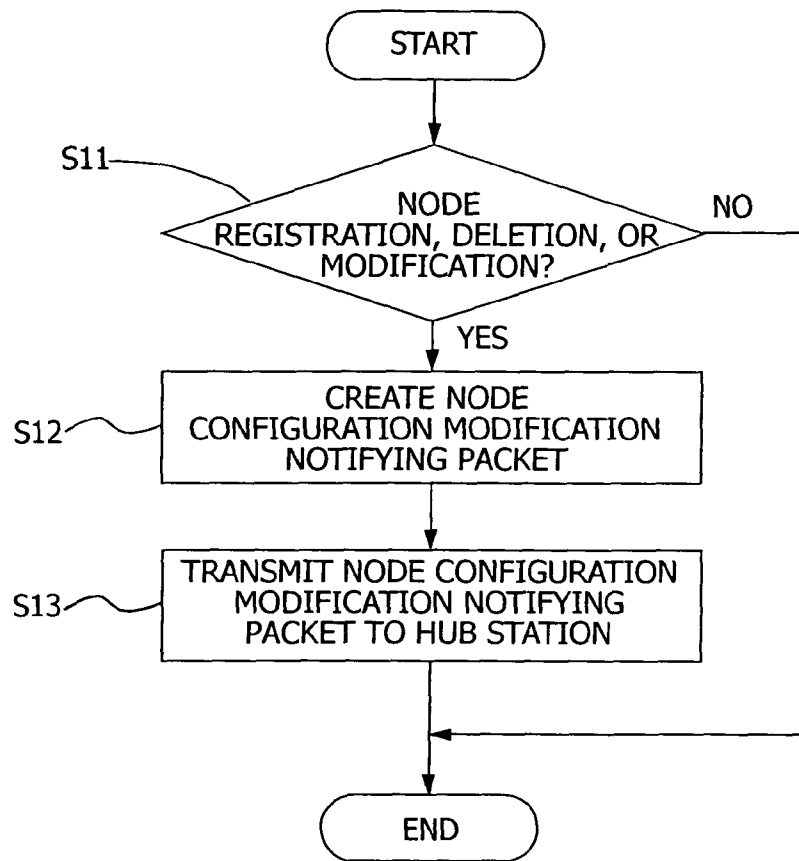 START
S11
NODE
REGISTRATION, DELETION, OR
MODIFICATION?
NO
YES
S12
CREATE NODE
CONFIGURATION MODIFICATION
NOTIFYING PACKET
S13
TRANSMIT NODE CONFIGURATION
MODIFICATION NOTIFYING
PACKET TO HUB STATION
END